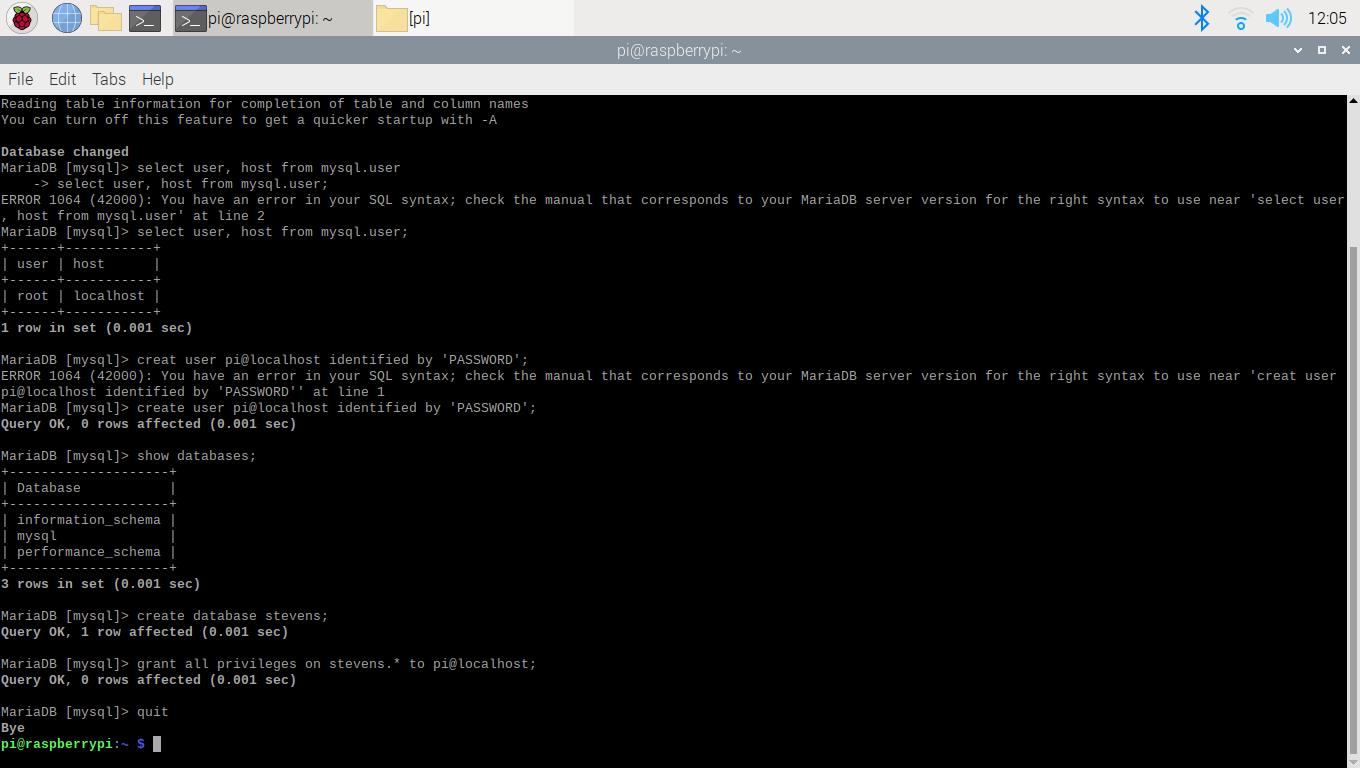 pi@raspberrypi: ~
[pi]
12:05
pi@raspberrypi: ~
File Edit Tabs Help
Reading table information for completion of table and column names
You can turn off this feature to get a quicker startup with -A
Database changed
MariaDB [mysql]> select user, host from mysql.user
    -> select user, host from mysql.user;
ERROR 1064 (42000): You have an error in your SQL syntax; check the manual that corresponds to your MariaDB server version for the right syntax to use near 'select user
, host from mysql.user' at line 2
MariaDB [mysql]> select user, host from mysql.user;
+------+-----------+
| user | host      |
+------+-----------+
| root | localhost |
+------+-----------+
1 row in set (0.001 sec)
MariaDB [mysql]> creat user pi@localhost identified by 'PASSWORD';
ERROR 1064 (42000): You have an error in your SQL syntax; check the manual that corresponds to your MariaDB server version for the right syntax to use near 'creat user
pi@localhost identified by 'PASSWORD'' at line 1
MariaDB [mysql]> create user pi@localhost identified by 'PASSWORD';
Query OK, 0 rows affected (0.001 sec)
MariaDB [mysql]> show databases;
+--------------------+
| Database           |
+--------------------+
| information_schema |
| mysql              |
| performance_schema |
+--------------------+
3 rows in set (0.001 sec)
MariaDB [mysql]> create database stevens;
Query OK, 1 row affected (0.001 sec)
MariaDB [mysql]> grant all privileges on stevens.* to pi@localhost;
Query OK, 0 rows affected (0.001 sec)
MariaDB [mysql]> quit
Bye
pi@raspberrypi:~ $